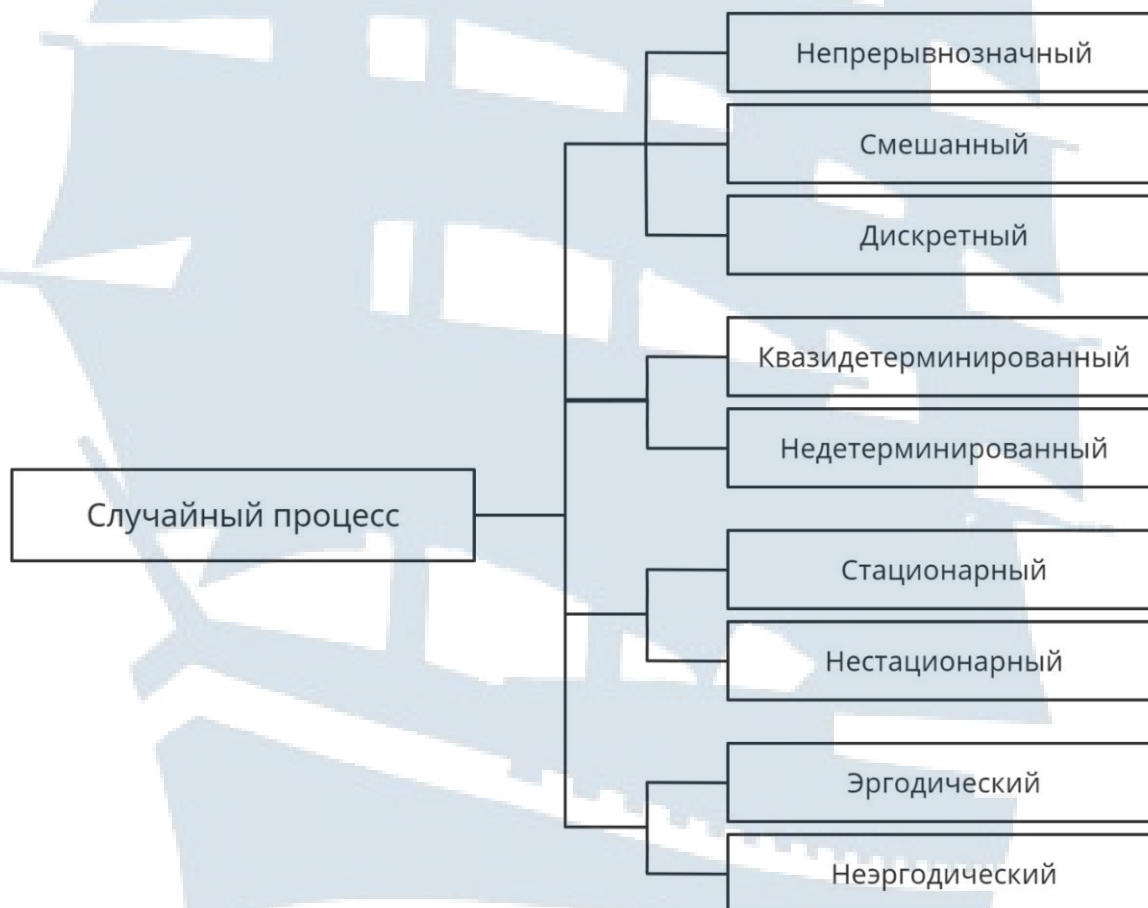 Непрерывнозначный
Смешанный
Дискретный
Квазидетерминированный
Недетерминированный
Случайный процесс
Стационарный
Нестационарный
Эргодический
Неэргодический